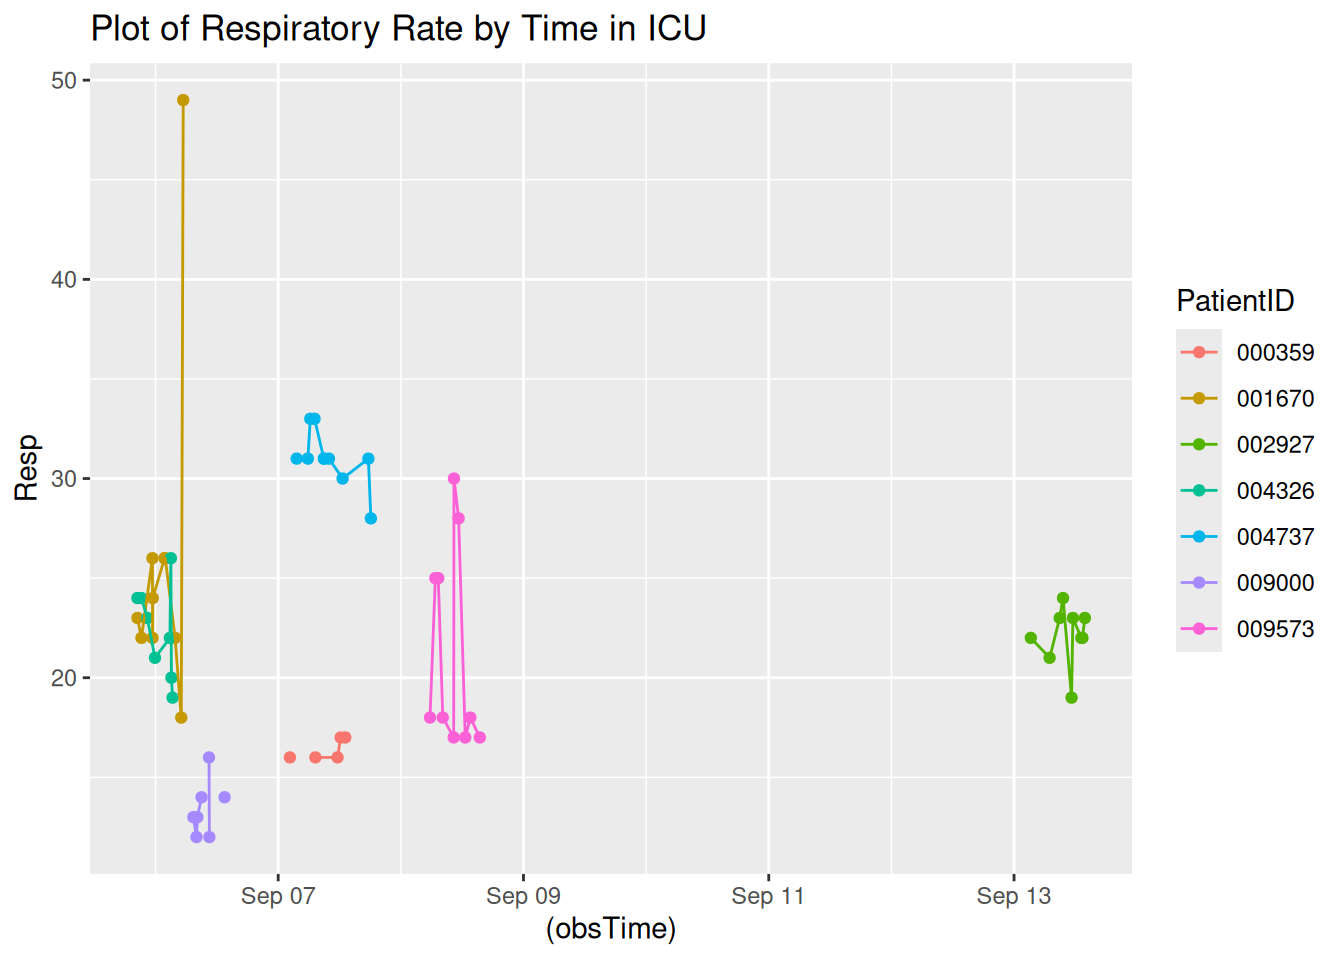 Plot of Respiratory Rate by Time in ICU
50
40
30
20
Resp
Sep 07
Sep 09
Sep 11
Sep 13
(obsTime)
PatientID
000359
001670
002927
004326
004737
009000
009573